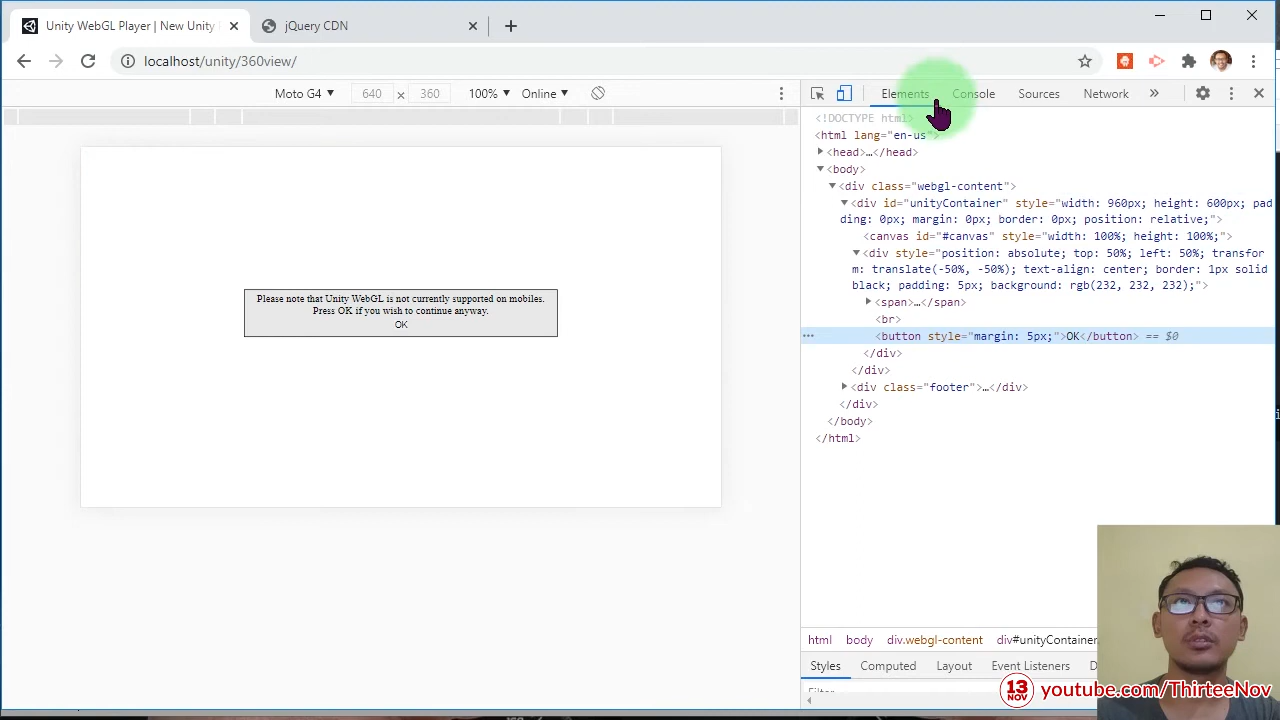 Unity WebGL Player | New Unity
jQuery CDN
localhost/unity/360view/
Moto G4 640 × 360 100% Online
Elements Console Sources Network
<!DOCTYPE html>
<html lang="en-us">
<head>…</head>
<body>
<div class="webgl-content">
<div id="unityContainer" style="width: 960px; height: 600px; pad
ding: 0px; margin: 0px; border: 0px; position: relative;">
<canvas id="#canvas" style="width: 100%; height: 100%;">
<div style="position: absolute; top: 50%; left: 50%; transfor
m: translate(-50%, -50%); text-align: center; border: 1px solid
black; padding: 5px; background: rgb(232, 232, 232);">
<span>…</span>
<br>
<button style="margin: 5px;">OK</button> == $0
</div>
</div>
<div class="footer">…</div>
</div>
</body>
</html>
Please note that Unity WebGL is not currently supported on mobiles.
Press OK if you wish to continue anyway.
OK
html body div.webgl-content div#unityContainer
Styles Computed Layout Event Listeners
13
NOV
youtube.com/ThirteeNov